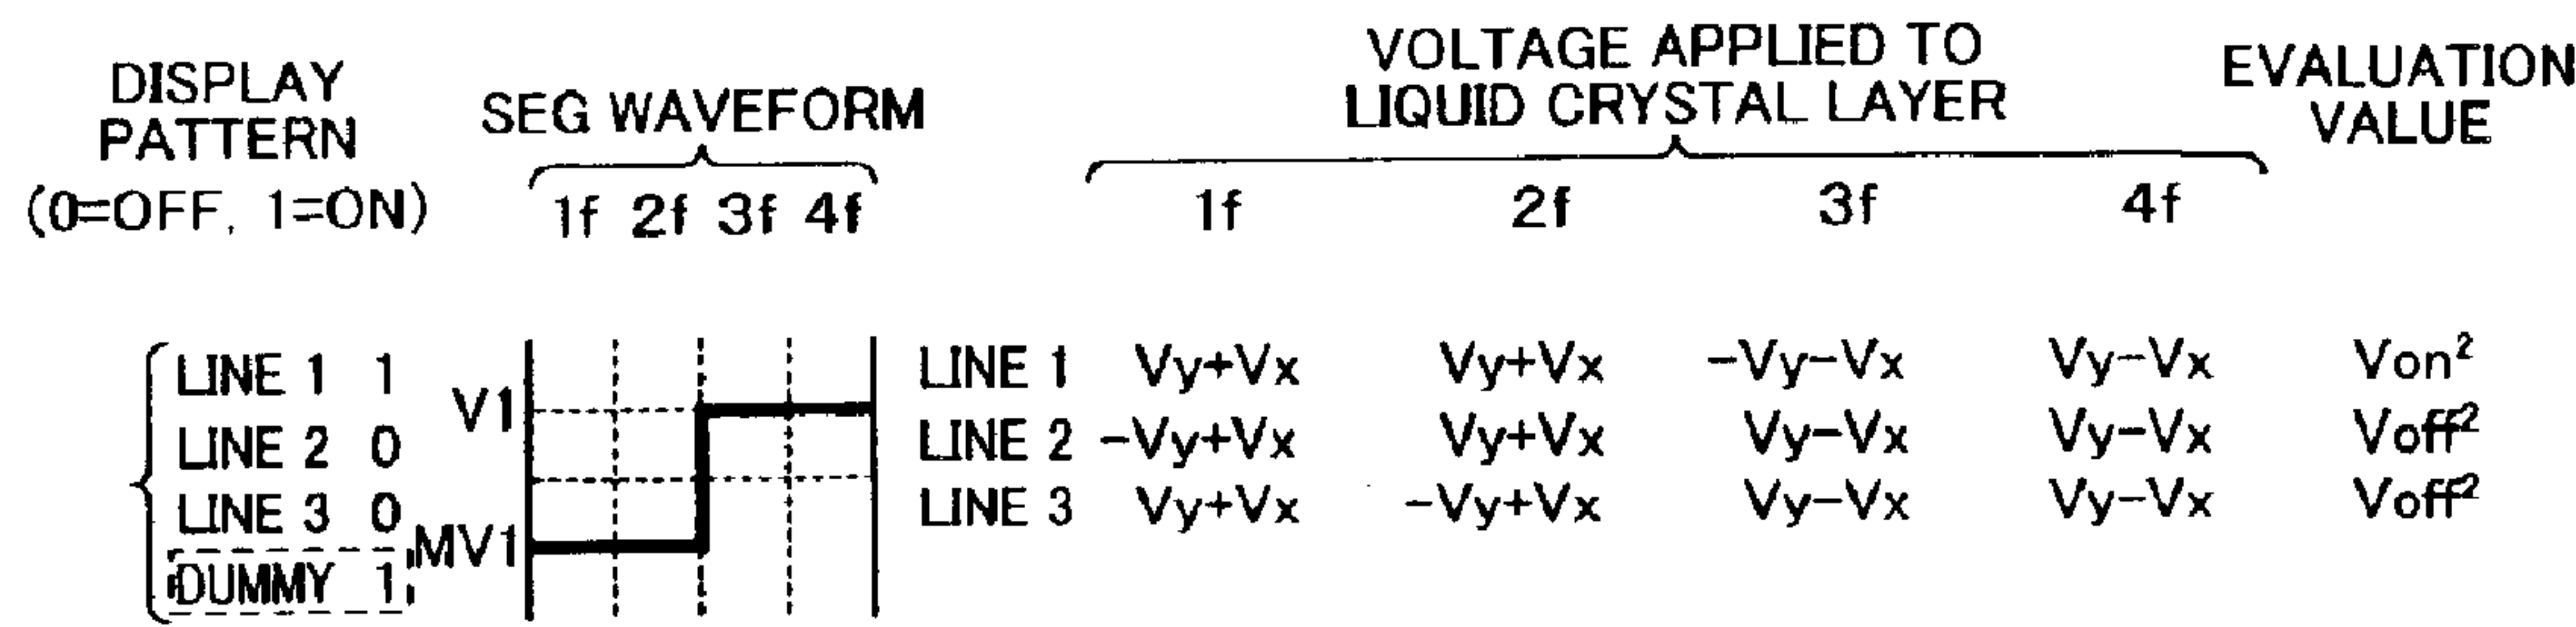 DISPLAY
PATTERN
(0=OFF, 1=ON)
SEG WAVEFORM
1f 2f 3f 4f
VOLTAGE APPLIED TO
LIQUID CRYSTAL LAYER
1f 2f 3f 4f
EVALUATION
VALUE
LINE 1 1
LINE 2 0
LINE 3 0
DUMMY 1
V1
MV1
LINE 1 Vy+Vx Vy+Vx -Vy-Vx Vy-Vx Von²
LINE 2 -Vy+Vx Vy+Vx Vy-Vx Vy-Vx Voff²
LINE 3 Vy+Vx -Vy+Vx Vy-Vx Vy-Vx Voff²